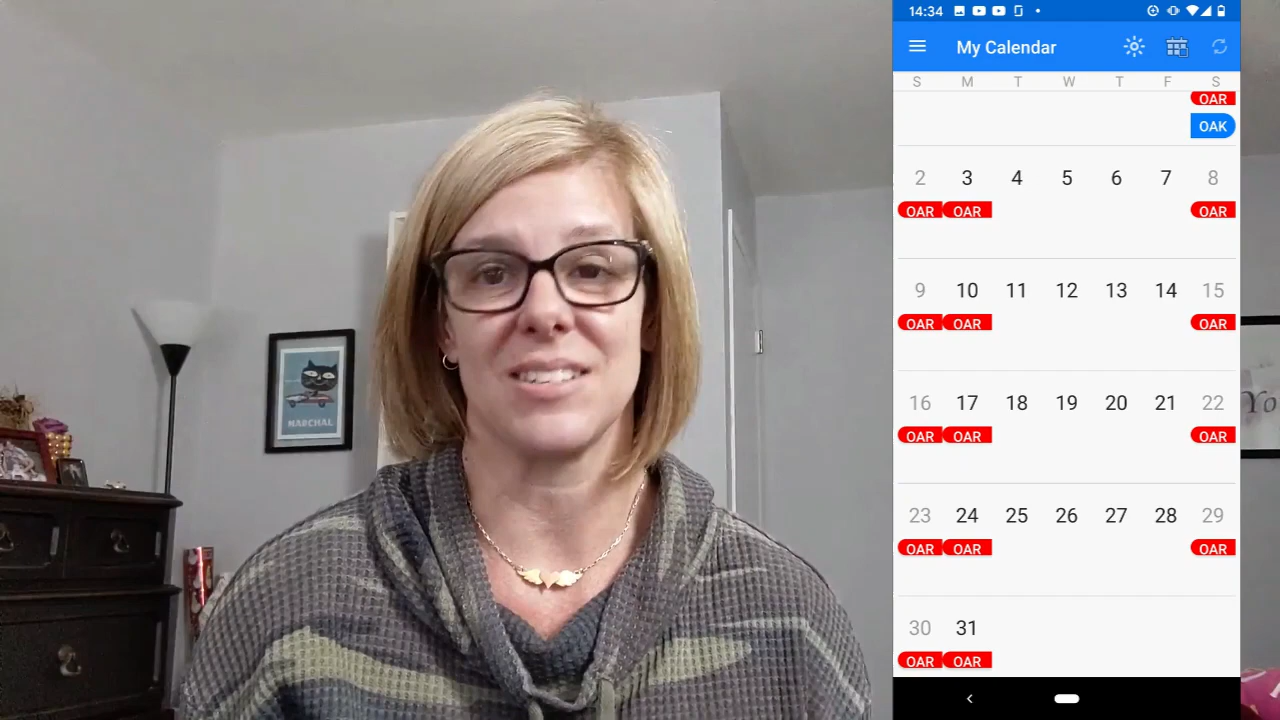 MARCHAL
14:34
My Calendar
S M T W T F S
OAR
OAK
2 3 4 5 6 7 8
OAR OAR OAR
9 10 11 12 13 14 15
OAR OAR OAR
16 17 18 19 20 21 22
OAR OAR OAR
23 24 25 26 27 28 29
OAR OAR OAR
30 31
OAR OAR
Yo